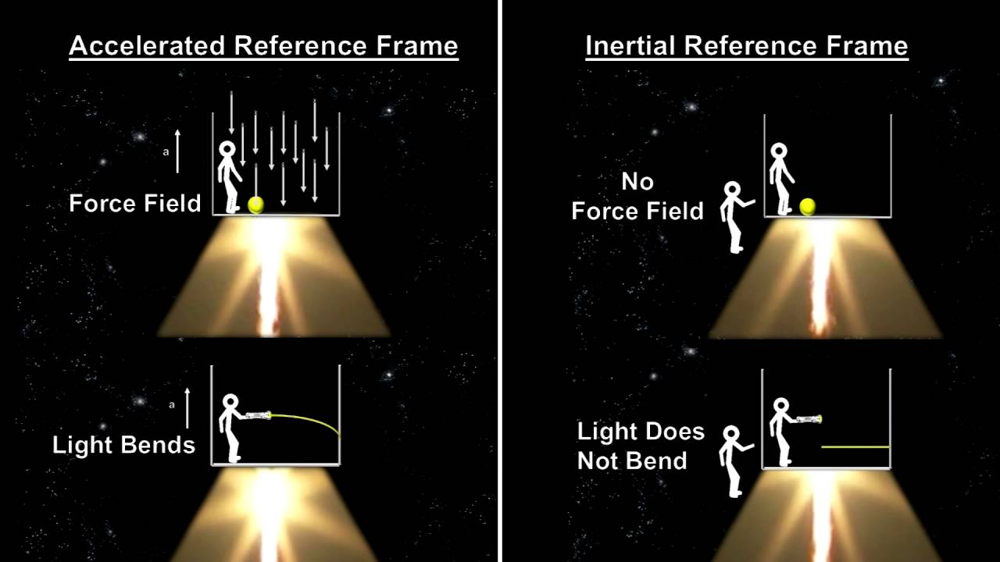 Accelerated Reference Frame
a
Force Field
a
Light Bends
Inertial Reference Frame
No
Force Field
Light Does
Not Bend